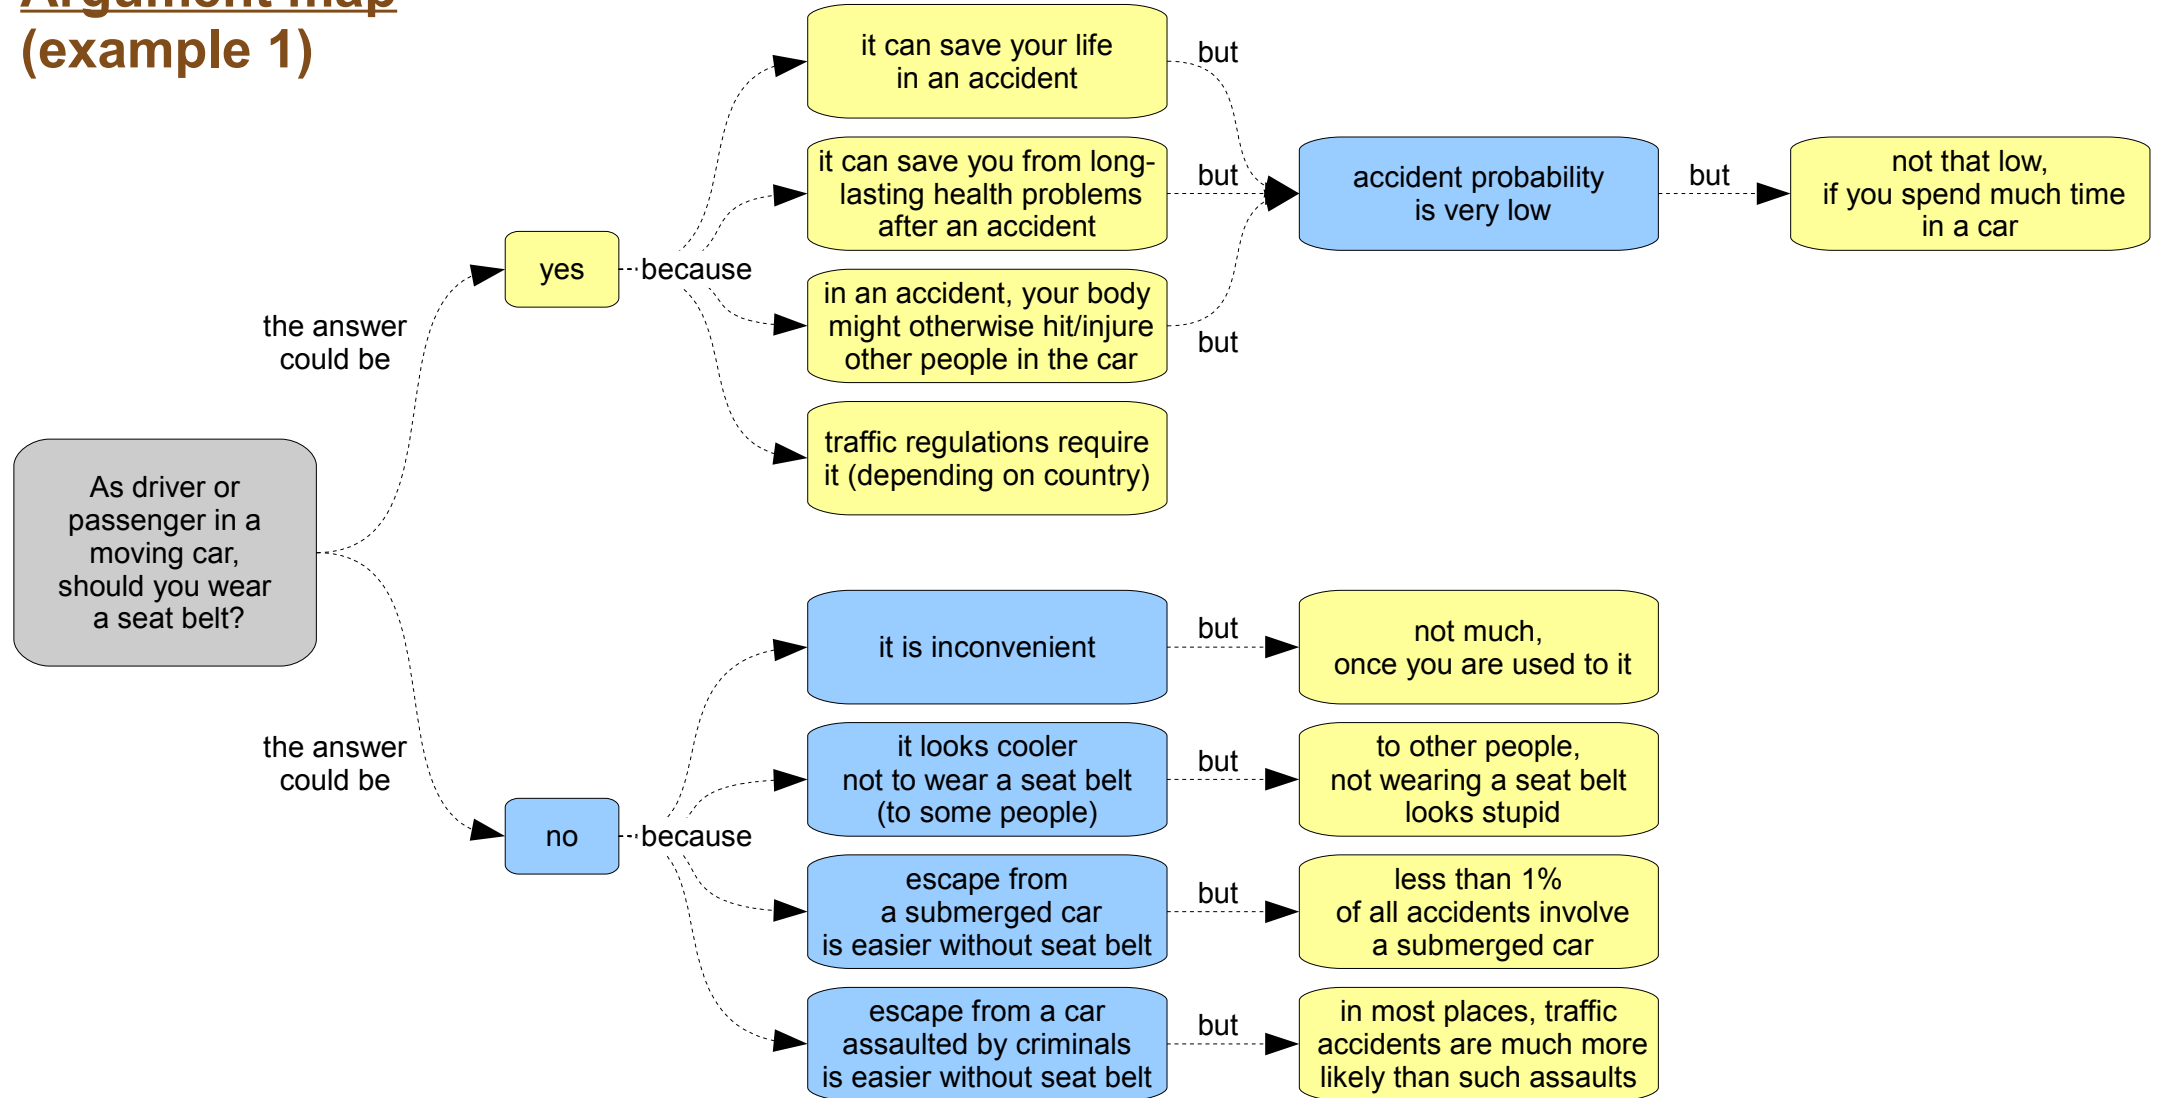 Argument map
(example 1)
it can save your life
in an accident
but
it can save you from long-
lasting health problems
after an accident
but
accident probability
is very low
but
not that low,
if you spend much time
in a car
yes
because
in an accident, your body
might otherwise hit/injure
other people in the car
but
the answer
could be
traffic regulations require
it (depending on country)
As driver or
passenger in a
moving car,
should you wear
a seat belt?
it is inconvenient
but
not much,
once you are used to it
the answer
could be
it looks cooler
not to wear a seat belt
(to some people)
but
to other people,
not wearing a seat belt
looks stupid
no
because
escape from
a submerged car
is easier without seat belt
but
less than 1%
of all accidents involve
a submerged car
escape from a car
assaulted by criminals
is easier without seat belt
but
in most places, traffic
accidents are much more
likely than such assaults